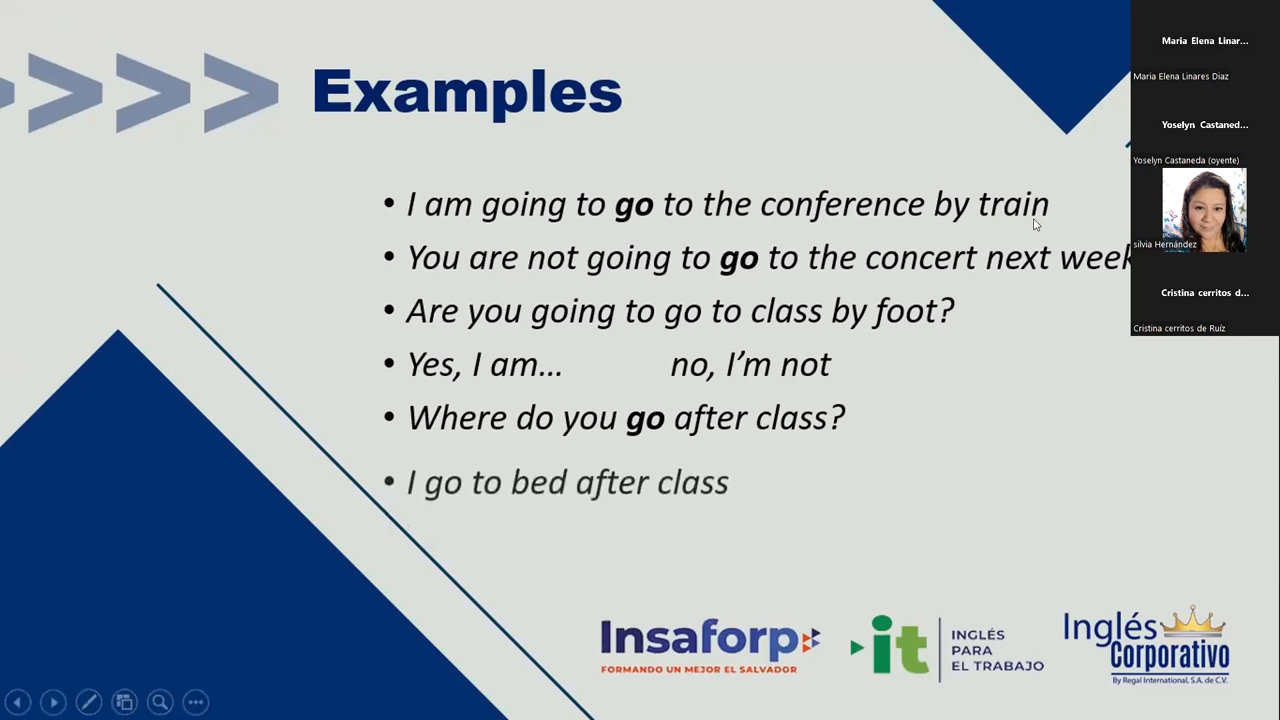 Examples
• I am going to go to the conference by train
• You are not going to go to the concert next week
• Are you going to go to class by foot?
• Yes, I am... no, I'm not
• Where do you go after class?
• I go to bed after class
Maria Elena Linar...
Maria Elena Linares Diaz
Yoselyn Castaned...
Yoselyn Castaneda (oyente)
silvia Hernández
Cristina cerritos d...
Cristina cerritos de Ruíz
Insaforp
FORMANDO UN MEJOR EL SALVADOR
it
INGLÉS
PARA
EL TRABAJO
Inglés
Corporativo
By Regal International, S.A. de C.V.